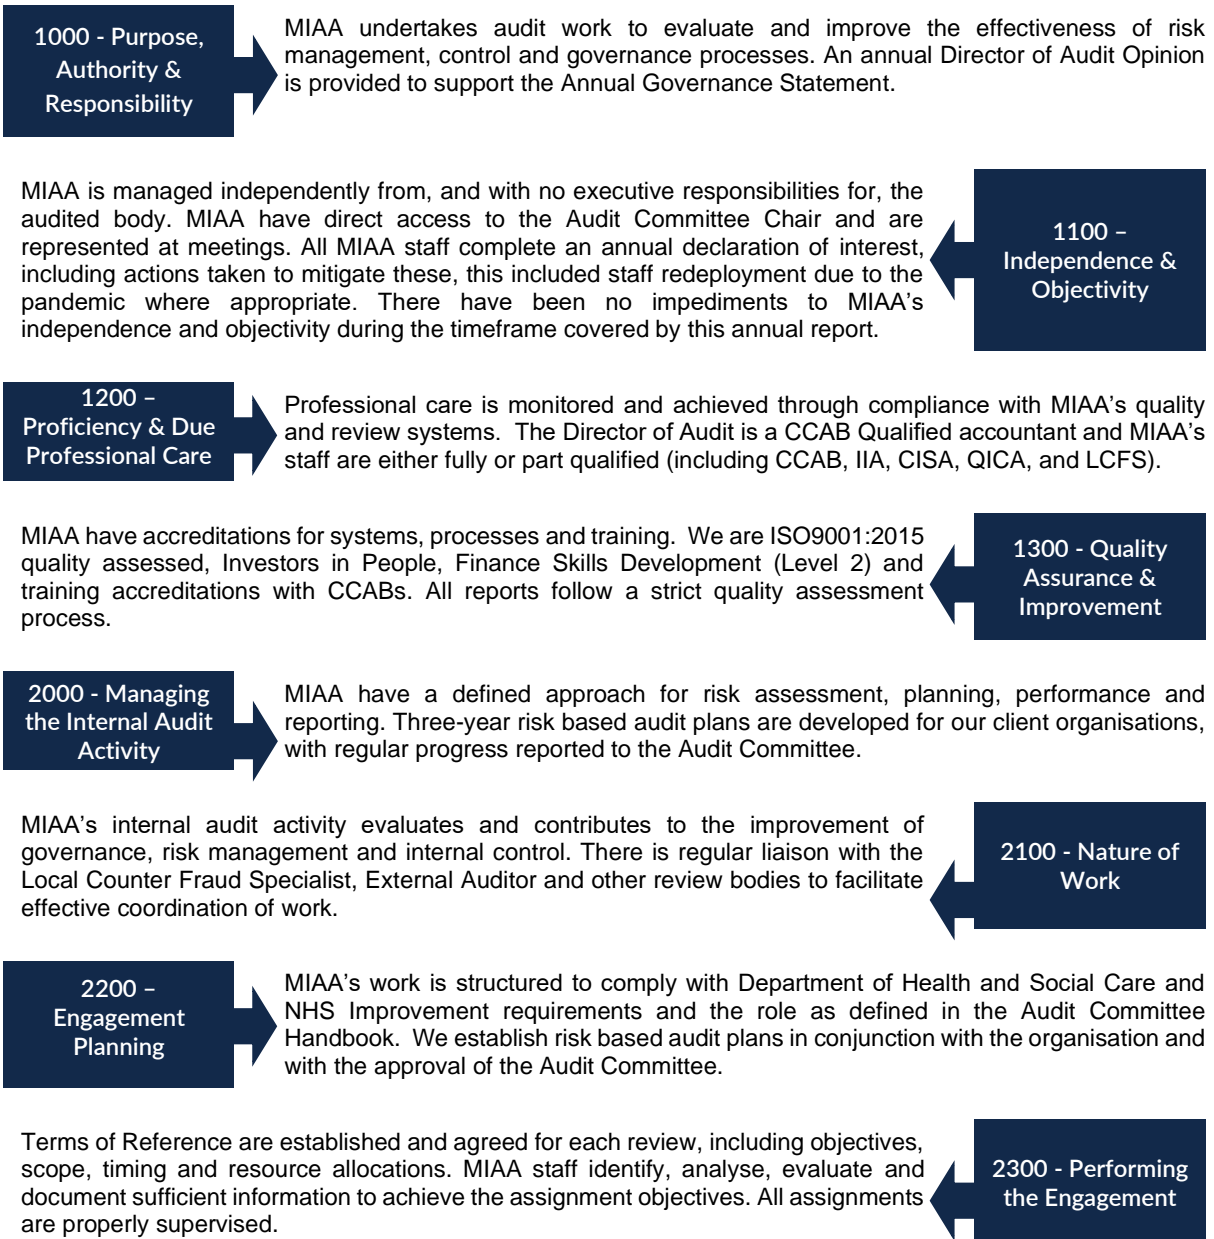 1000 - Purpose,
Authority &
Responsibility
MIAA undertakes audit work to evaluate and improve the effectiveness of risk
management, control and governance processes. An annual Director of Audit Opinion
is provided to support the Annual Governance Statement.
MIAA is managed independently from, and with no executive responsibilities for, the
audited body. MIAA have direct access to the Audit Committee Chair and are
represented at meetings. All MIAA staff complete an annual declaration of interest,
including actions taken to mitigate these, this included staff redeployment due to the
pandemic where appropriate. There have been no impediments to MIAA's
independence and objectivity during the timeframe covered by this annual report.
1100 –
Independence &
Objectivity
1200 –
Proficiency & Due
Professional Care
Professional care is monitored and achieved through compliance with MIAA's quality
and review systems. The Director of Audit is a CCAB Qualified accountant and MIAA's
staff are either fully or part qualified (including CCAB, IIA, CISA, QICA, and LCFS).
MIAA have accreditations for systems, processes and training. We are ISO9001:2015
quality assessed, Investors in People, Finance Skills Development (Level 2) and
training accreditations with CCABs. All reports follow a strict quality assessment
process.
1300 - Quality
Assurance &
Improvement
2000 - Managing
the Internal Audit
Activity
MIAA have a defined approach for risk assessment, planning, performance and
reporting. Three-year risk based audit plans are developed for our client organisations,
with regular progress reported to the Audit Committee.
MIAA's internal audit activity evaluates and contributes to the improvement of
governance, risk management and internal control. There is regular liaison with the
Local Counter Fraud Specialist, External Auditor and other review bodies to facilitate
effective coordination of work.
2100 - Nature of
Work
2200 –
Engagement
Planning
MIAA's work is structured to comply with Department of Health and Social Care and
NHS Improvement requirements and the role as defined in the Audit Committee
Handbook. We establish risk based audit plans in conjunction with the organisation and
with the approval of the Audit Committee.
Terms of Reference are established and agreed for each review, including objectives,
scope, timing and resource allocations. MIAA staff identify, analyse, evaluate and
document sufficient information to achieve the assignment objectives. All assignments
are properly supervised.
2300 - Performing
the Engagement